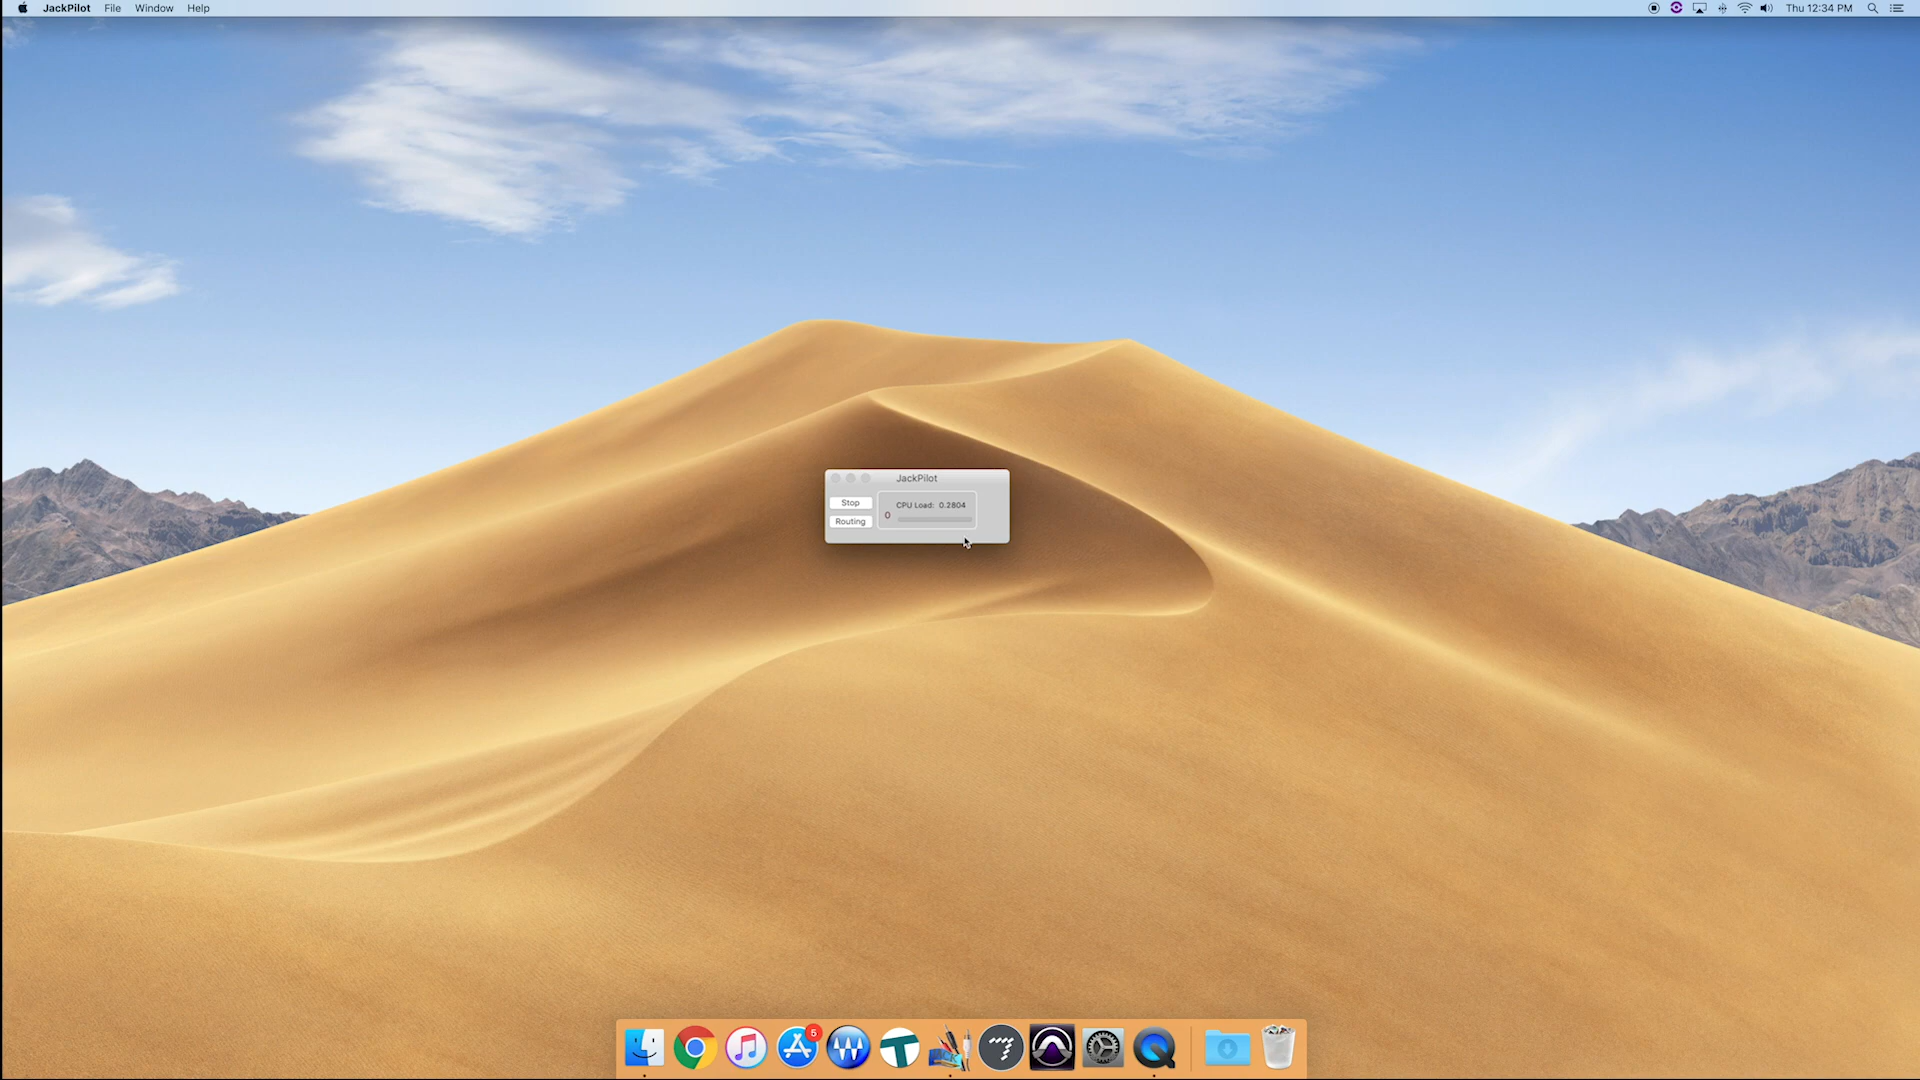 JackPilot File Window Help Thu 12:34 PM
JackPilot
Stop
CPU Load: 0.2804
0
Routing
5